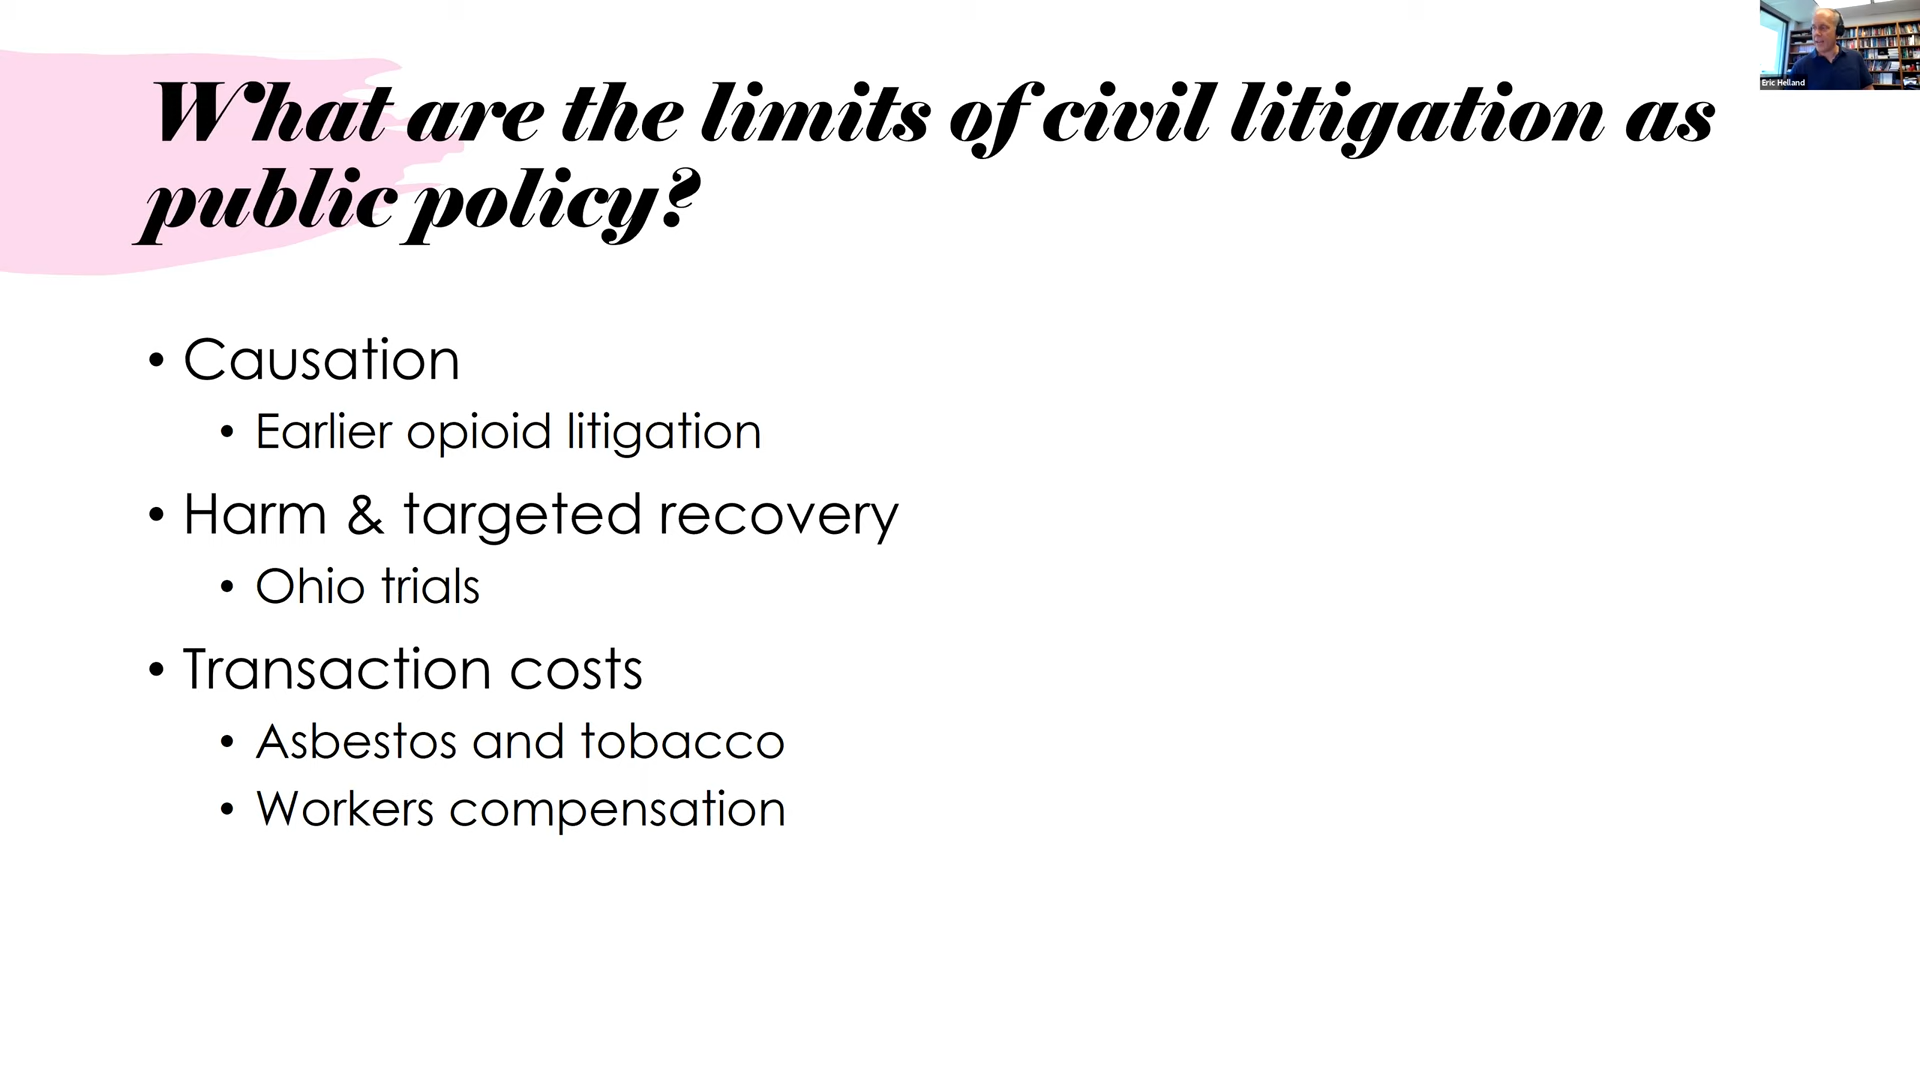 Eric Helland
What are the limits of civil litigation as
public policy?
• Causation
• Earlier opioid litigation
• Harm & targeted recovery
• Ohio trials
• Transaction costs
• Asbestos and tobacco
• Workers compensation